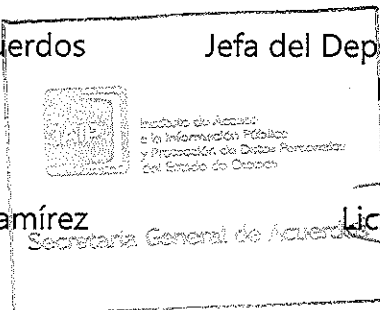 uerdos Jefa del Dep
Instituto de Acceso
a la Información Pública
y Protección de Datos Personales
del Estado de Oaxaca
amírez Lic
Secretaría General de Acuerdos